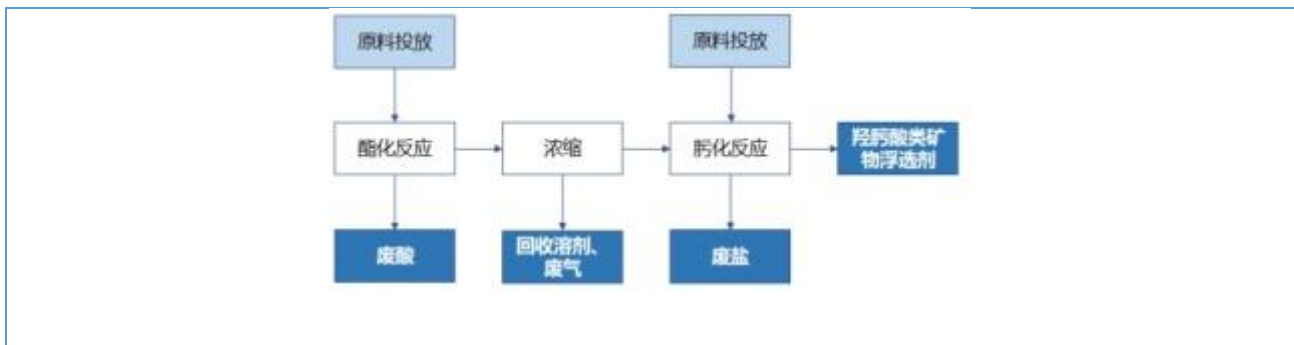 原料投放
原料投放
酯化反应
浓缩
肟化反应
羟肟酸类矿
物浮选剂
废酸
回收溶剂、
废气
废盐